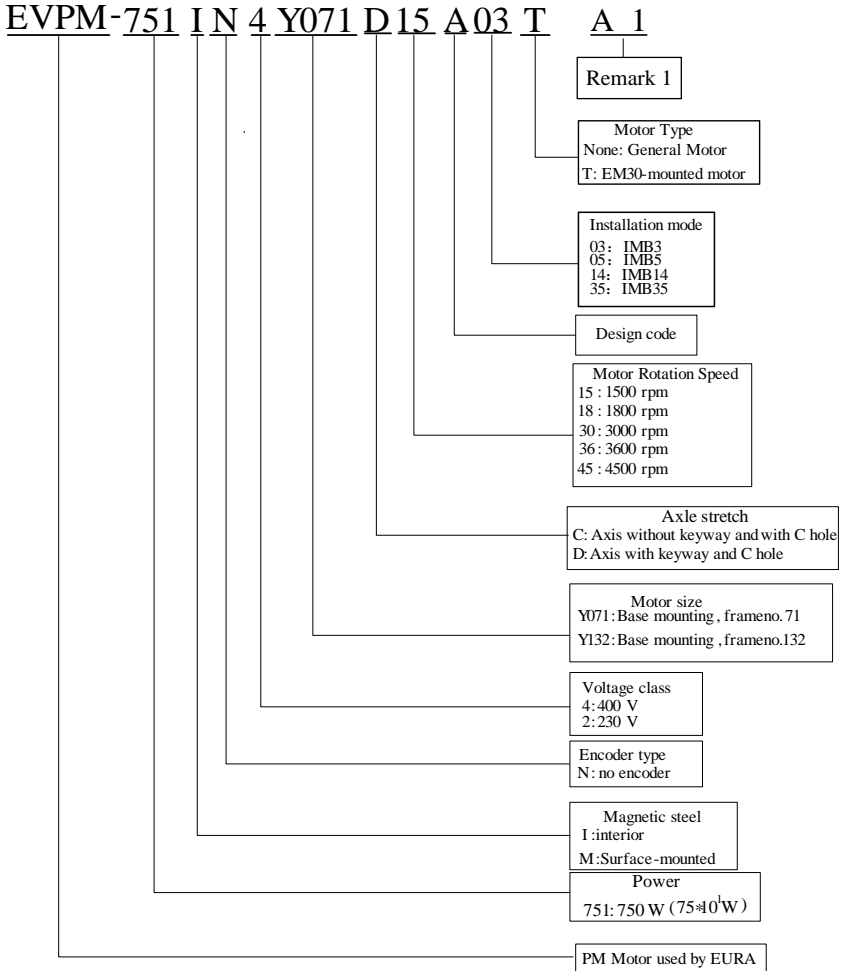 EVPM-751 I N 4 Y071 D 15 A 03 T A 1
Remark 1
Motor Type
None: General Motor
T: EM30-mounted motor
Installation mode
03: IMB3
05: IMB5
14: IMB14
35: IMB35
Design code
Motor Rotation Speed
15 : 1500 rpm
18 : 1800 rpm
30 : 3000 rpm
36 : 3600 rpm
45 : 4500 rpm
Axle stretch
C: Axis without keyway and with C hole
D: Axis with keyway and C hole
Motor size
Y071: Base mounting , frameno. 71
Y132: Base mounting , frameno.132
Voltage class
4: 400 V
2: 230 V
Encoder type
N: no encoder
Magnetic steel
I :interior
M:Surface-mounted
Power
751: 750 W (75*10¹W)
PM Motor used by EURA